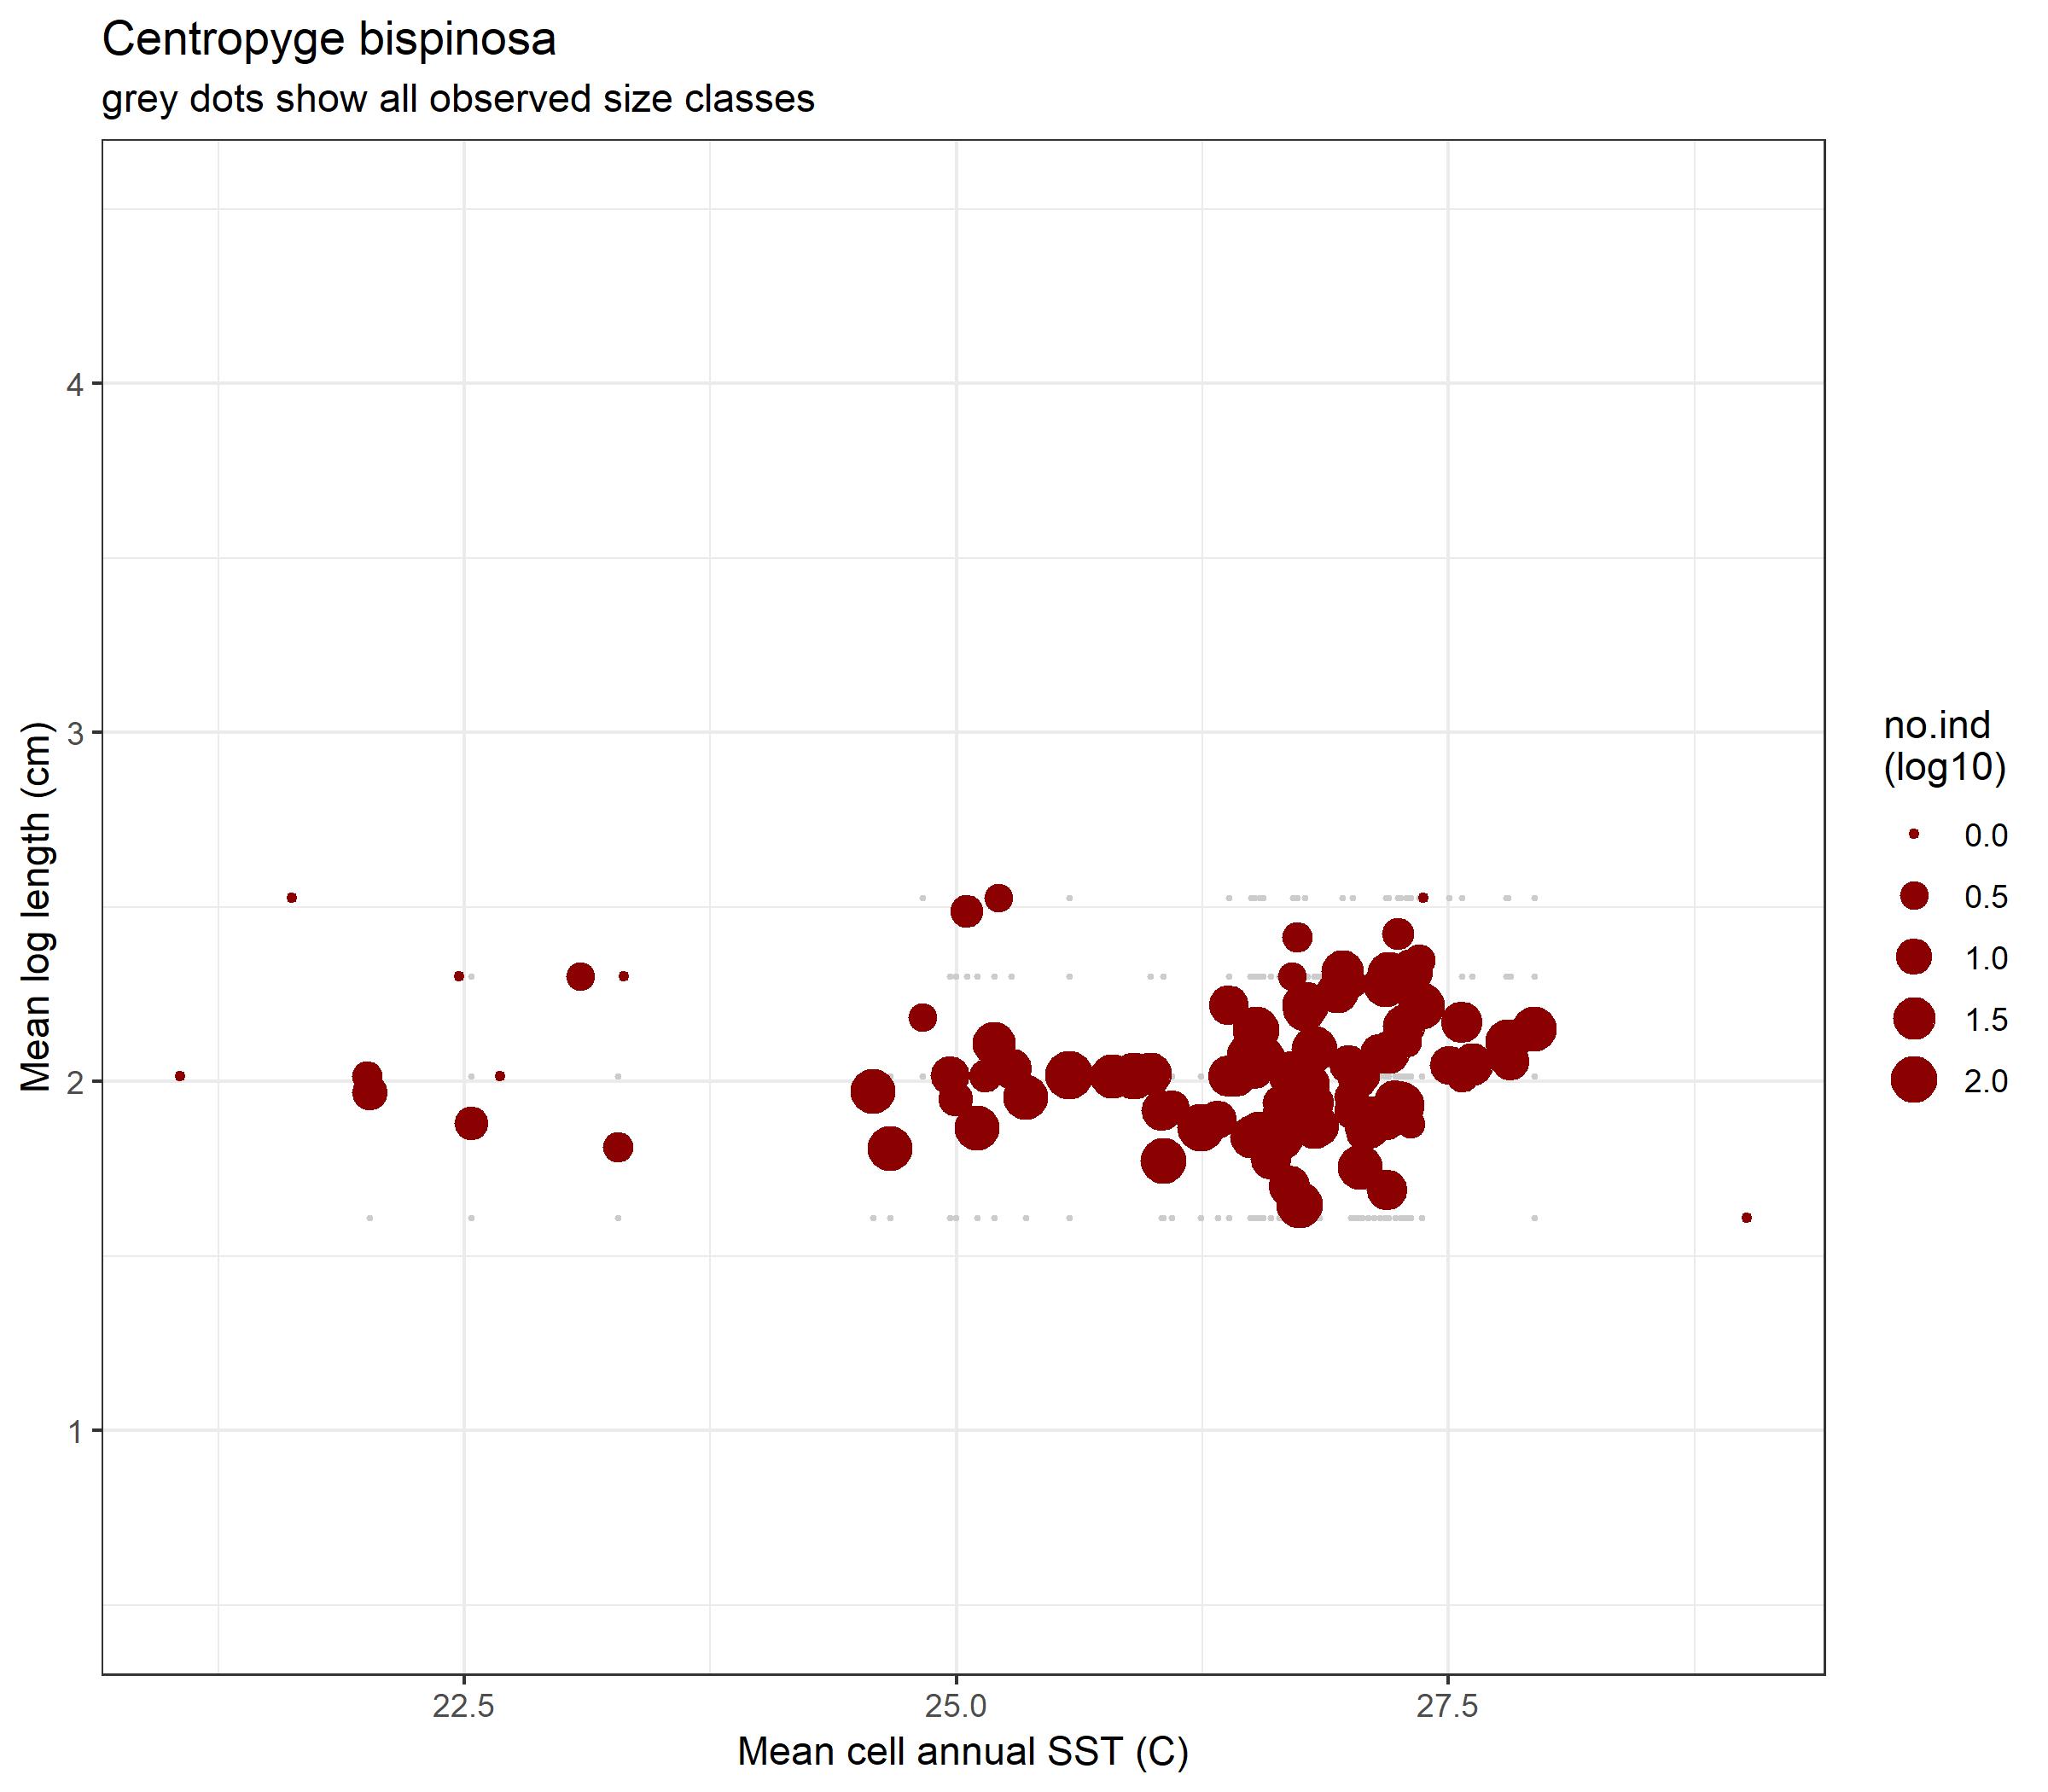 Centropyge bispinosa
grey dots show all observed size classes
Mean log length (cm)
4
3
2
1
22.5
25.0
27.5
Mean cell annual SST (C)
no.ind
(log10)
0.0
0.5
1.0
1.5
2.0